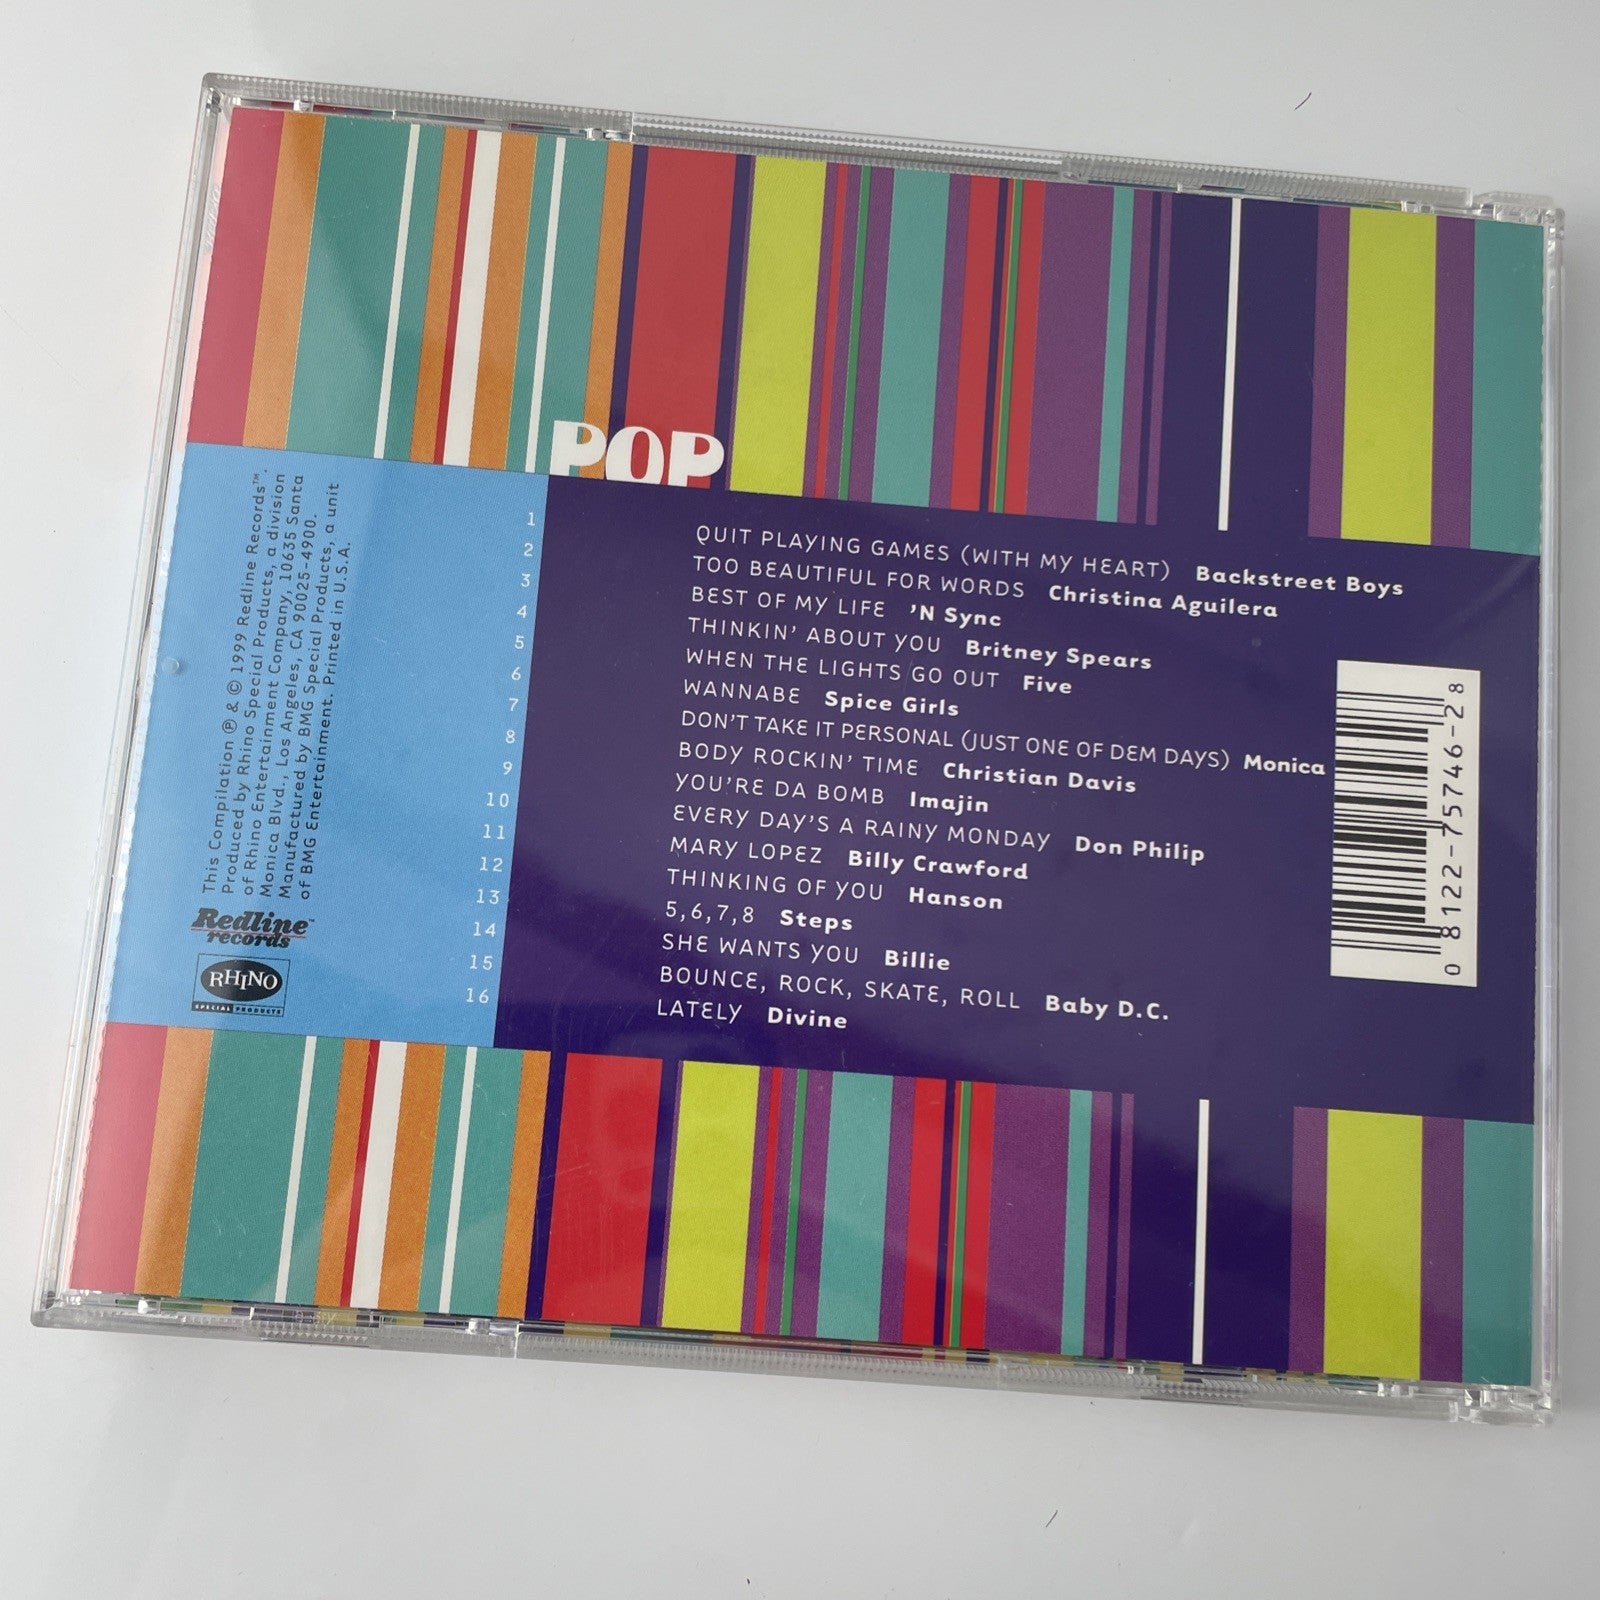 POP
1 QUIT PLAYING GAMES (WITH MY HEART) Backstreet Boys
2 TOO BEAUTIFUL FOR WORDS Christina Aguilera
3 BEST OF MY LIFE 'N Sync
4 THINKIN' ABOUT YOU Britney Spears
5 WHEN THE LIGHTS GO OUT Five
6 WANNABE Spice Girls
7 DON'T TAKE IT PERSONAL (JUST ONE OF DEM DAYS) Monica
8 BODY ROCKIN' TIME Christian Davis
9 YOU'RE DA BOMB Imajin
10 EVERY DAY'S A RAINY MONDAY Don Philip
11 MARY LOPEZ Billy Crawford
12 THINKING OF YOU Hanson
13 5,6,7,8 Steps
14 SHE WANTS YOU Billie
15 BOUNCE, ROCK, SKATE, ROLL Baby D.C.
16 LATELY Divine
This Compilation ℗ & © 1999 Redline Records™.
Produced by Rhino Special Products, a division
of Rhino Entertainment Company, 10635 Santa
Monica Blvd., Los Angeles, CA 90025-4900.
Manufactured by BMG Special Products, a unit
of BMG Entertainment. Printed in U.S.A.
Redline™
records
RHINO
SPECIAL PRODUCTS
0 8122-75746-2 8